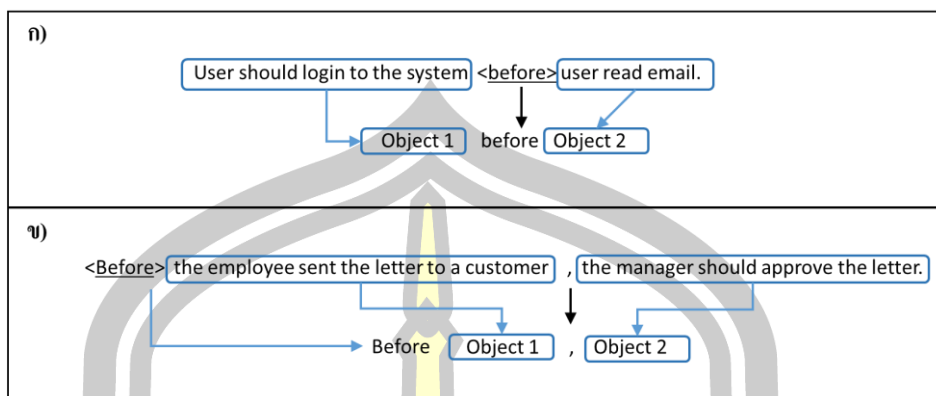 ก)
User should login to the system <before> user read email.
Object 1 before Object 2
ข)
<Before> the employee sent the letter to a customer , the manager should approve the letter.
Before Object 1 , Object 2